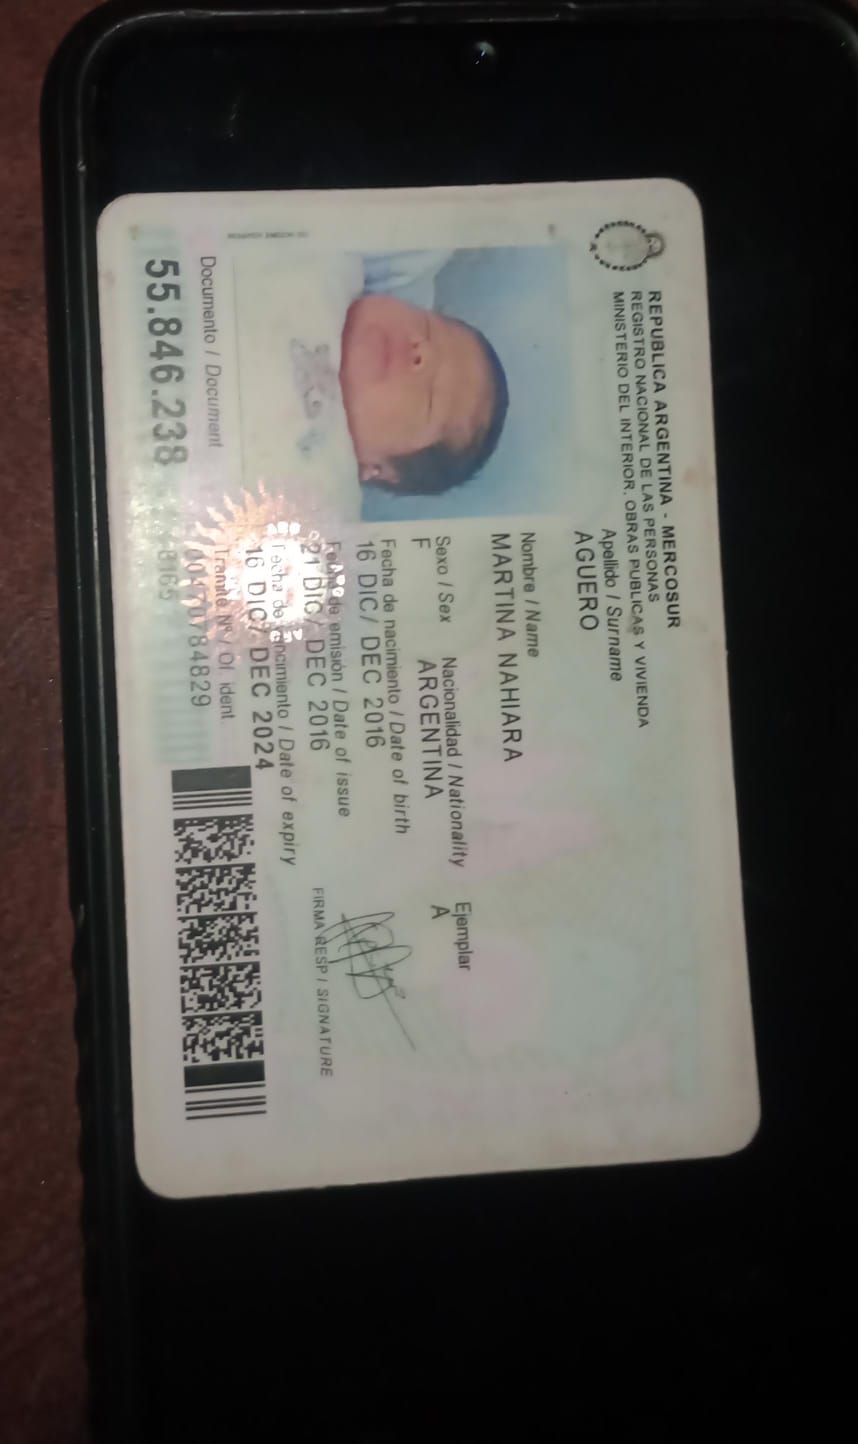 REPUBLICA ARGENTINA - MERCOSUR
REGISTRO NACIONAL DE LAS PERSONAS
MINISTERIO DEL INTERIOR, OBRAS PUBLICAS Y VIVIENDA
Apellido / Surname
AGUERO
Nombre / Name
MARTINA NAHIARA
Sexo / Sex Nacionalidad / Nationality Ejemplar
F ARGENTINA A
Fecha de nacimiento / Date of birth
16 DIC/ DEC 2016
Fecha de emisión / Date of issue
21 DIC/ DEC 2016
Fecha de / Date of expiry
16 DIC/ DEC 2024
FIRMA RESP / SIGNATURE
Documento / Document
55.846.238
Tramite Nº / Of. ident
8165